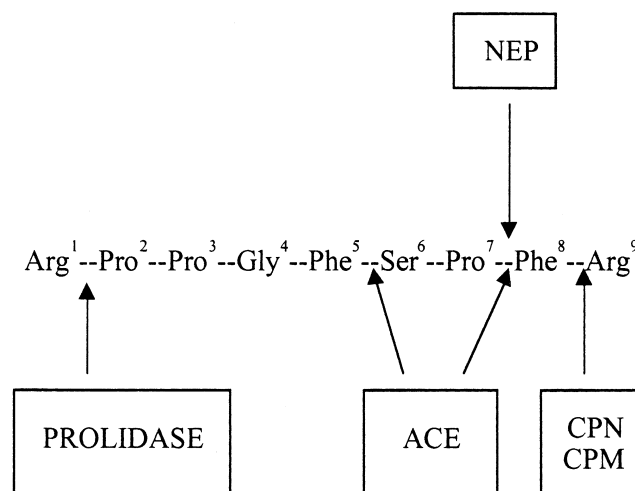 NEP
Arg¹--Pro²--Pro³--Gly⁴--Phe⁵--Ser⁶--Pro⁷--Phe⁸--Arg⁹
PROLIDASE
ACE
CPN
CPM